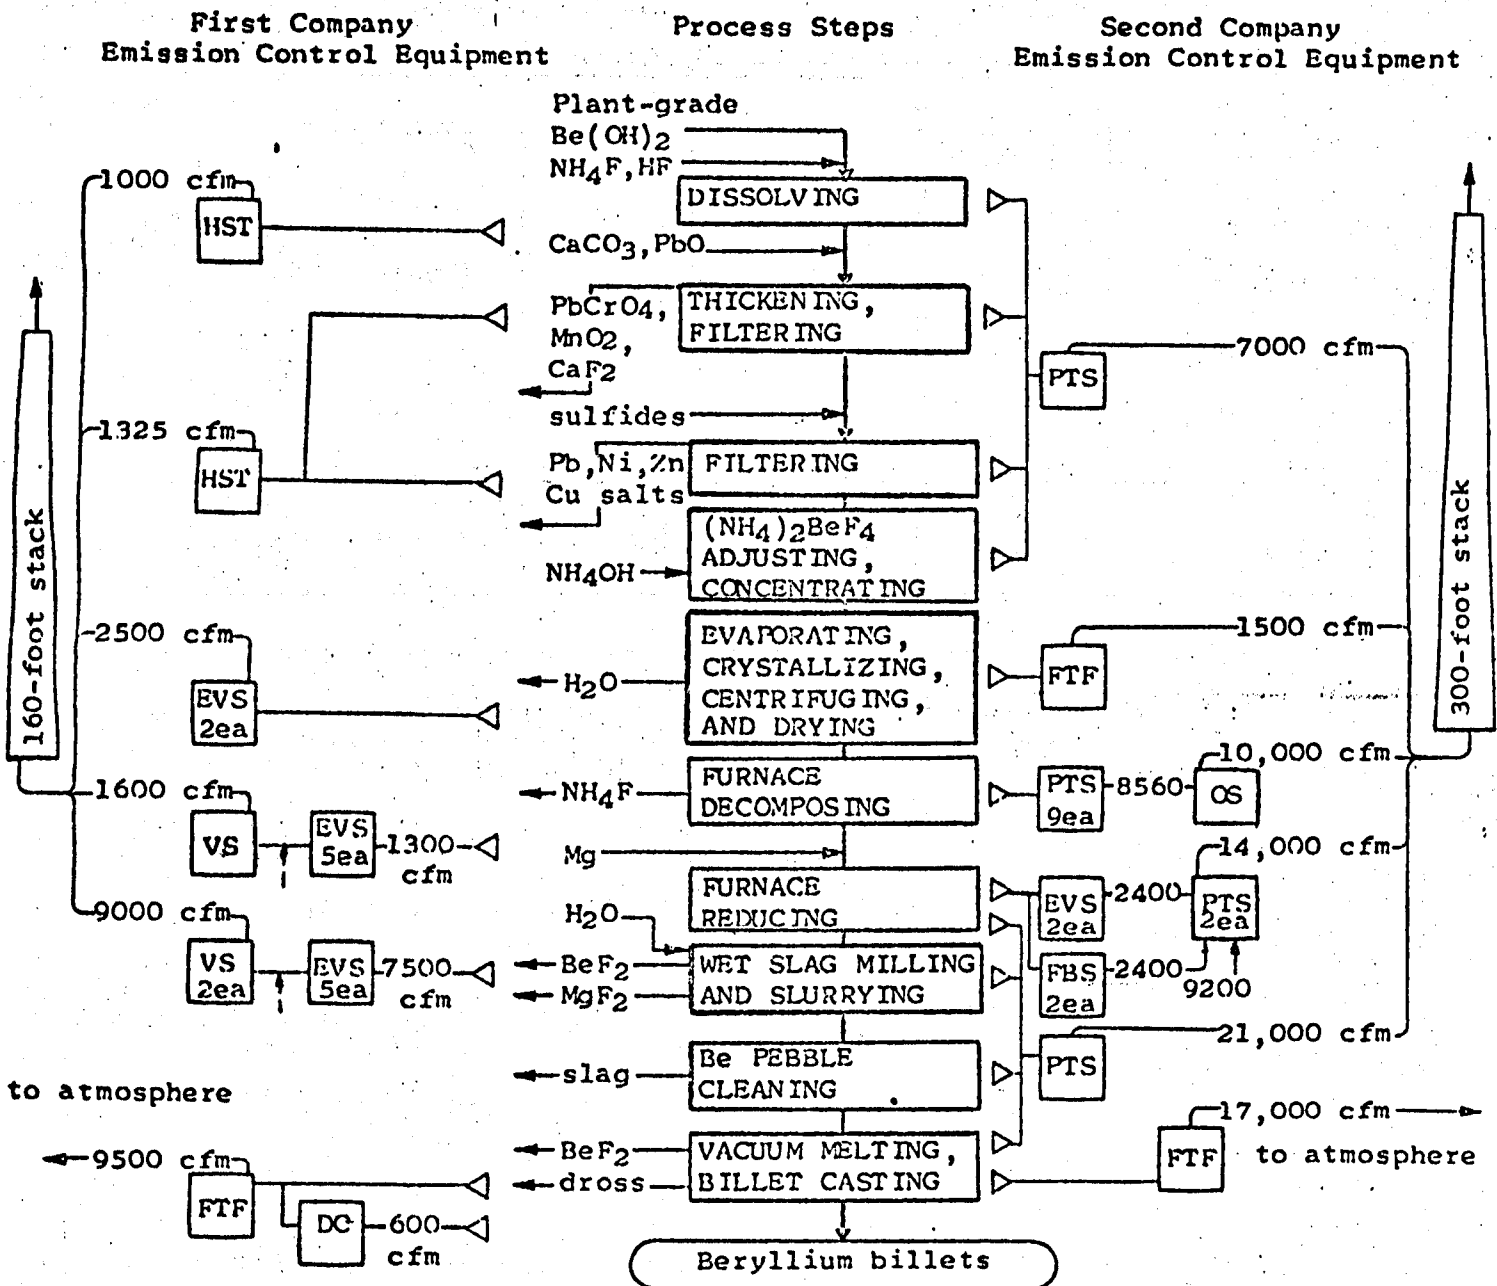 First Company
Emission Control Equipment
Process Steps
Second Company
Emission Control Equipment
Plant-grade
Be(OH)2
NH4F,HF
DISSOLVING
CaCO3,PbO
PbCrO4,
MnO2,
CaF2
THICKENING,
FILTERING
sulfides
Pb,Ni,Zn
Cu salts
FILTERING
(NH4)2BeF4
ADJUSTING,
CONCENTRATING
NH4OH
EVAPORATING,
CRYSTALLIZING,
CENTRIFUGING,
AND DRYING
H2O
FURNACE
DECOMPOSING
NH4F
Mg
FURNACE
REDUCING
H2O
WET SLAG MILLING
AND SLURRYING
BeF2
MgF2
Be PEBBLE
CLEANING
slag
VACUUM MELTING,
BILLET CASTING
BeF2
dross
Beryllium billets
160-foot stack
1000 cfm
HST
1325 cfm
HST
2500 cfm
EVS
2ea
1600 cfm
VS
EVS
5ea
1300
cfm
9000 cfm
VS
2ea
EVS
5ea
7500
cfm
to atmosphere
9500 cfm
FTF
DC
600
cfm
300-foot stack
7000 cfm
PTS
1500 cfm
FTF
10,000 cfm
PTS
9ea
8560
OS
14,000 cfm
EVS
2ea
2400
PTS
2ea
FBS
2ea
2400
9200
21,000 cfm
PTS
17,000 cfm
FTF
to atmosphere